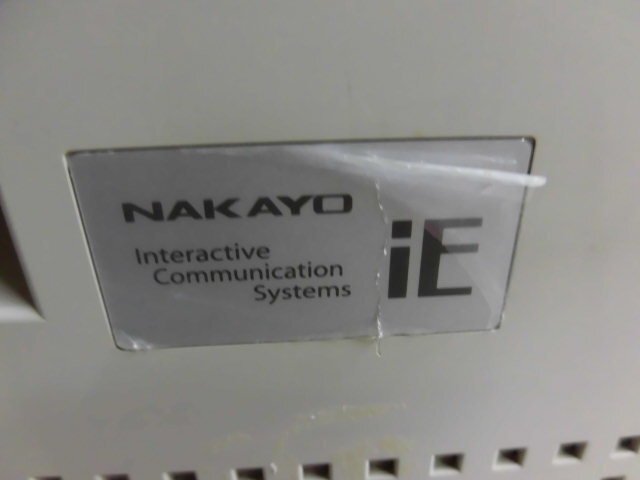 NAKAYO
Interactive
Communication
Systems
iE